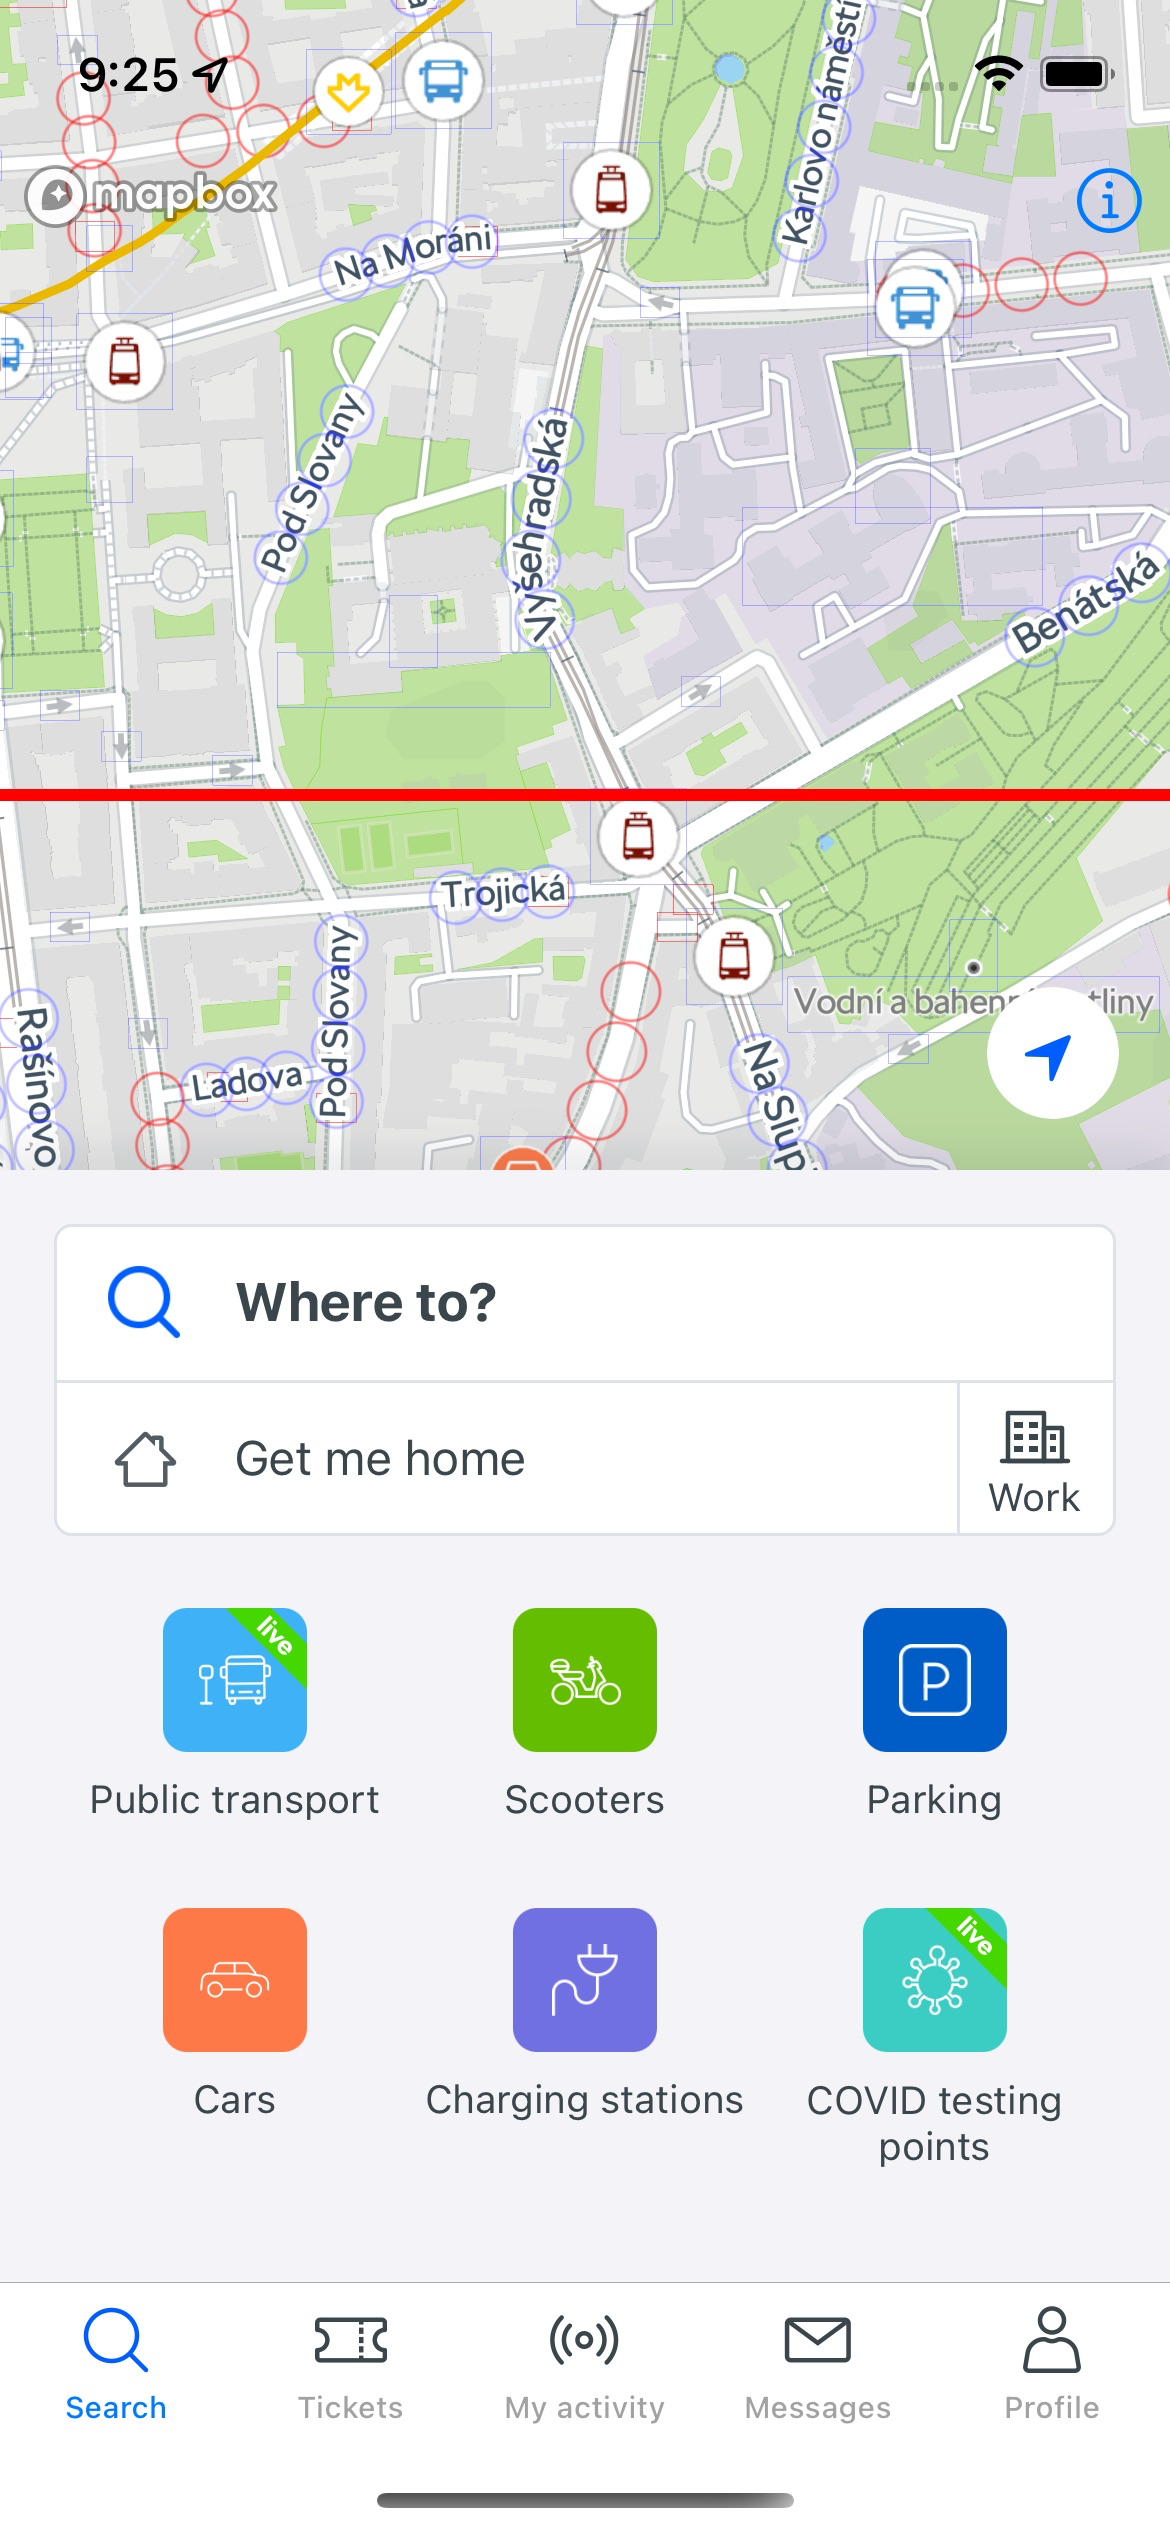 9:25
mapbox
Karlovo náměstí
Na Moráni
Pod Slovany
Vyšehradská
Benátská
Trojická
Pod Slovany
Vodní a bahenn
tliny
Rašínovo
Ladova
Na Slup
Where to?
Get me home
Work
live
P
Public transport
Scooters
Parking
live
Cars
Charging stations
COVID testing
points
Search
Tickets
My activity
Messages
Profile